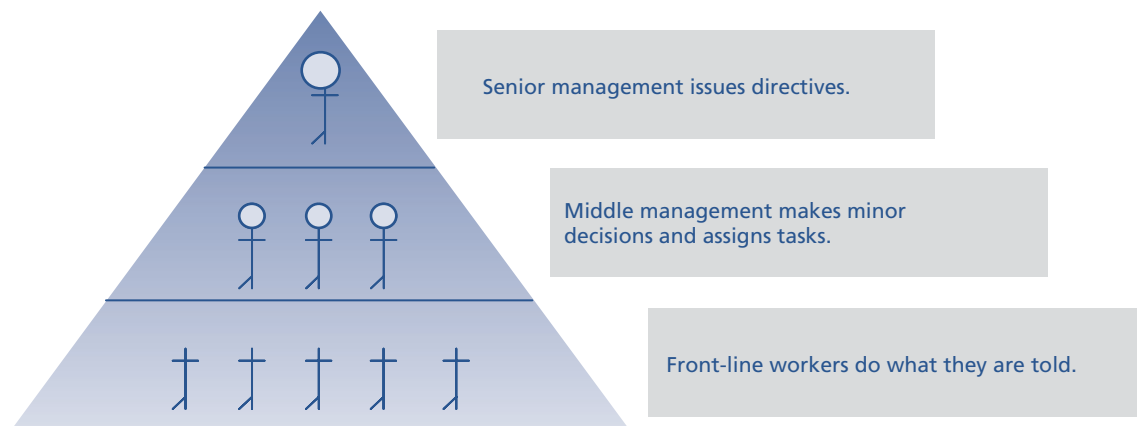 Senior management issues directives.
Middle management makes minor
decisions and assigns tasks.
Front-line workers do what they are told.